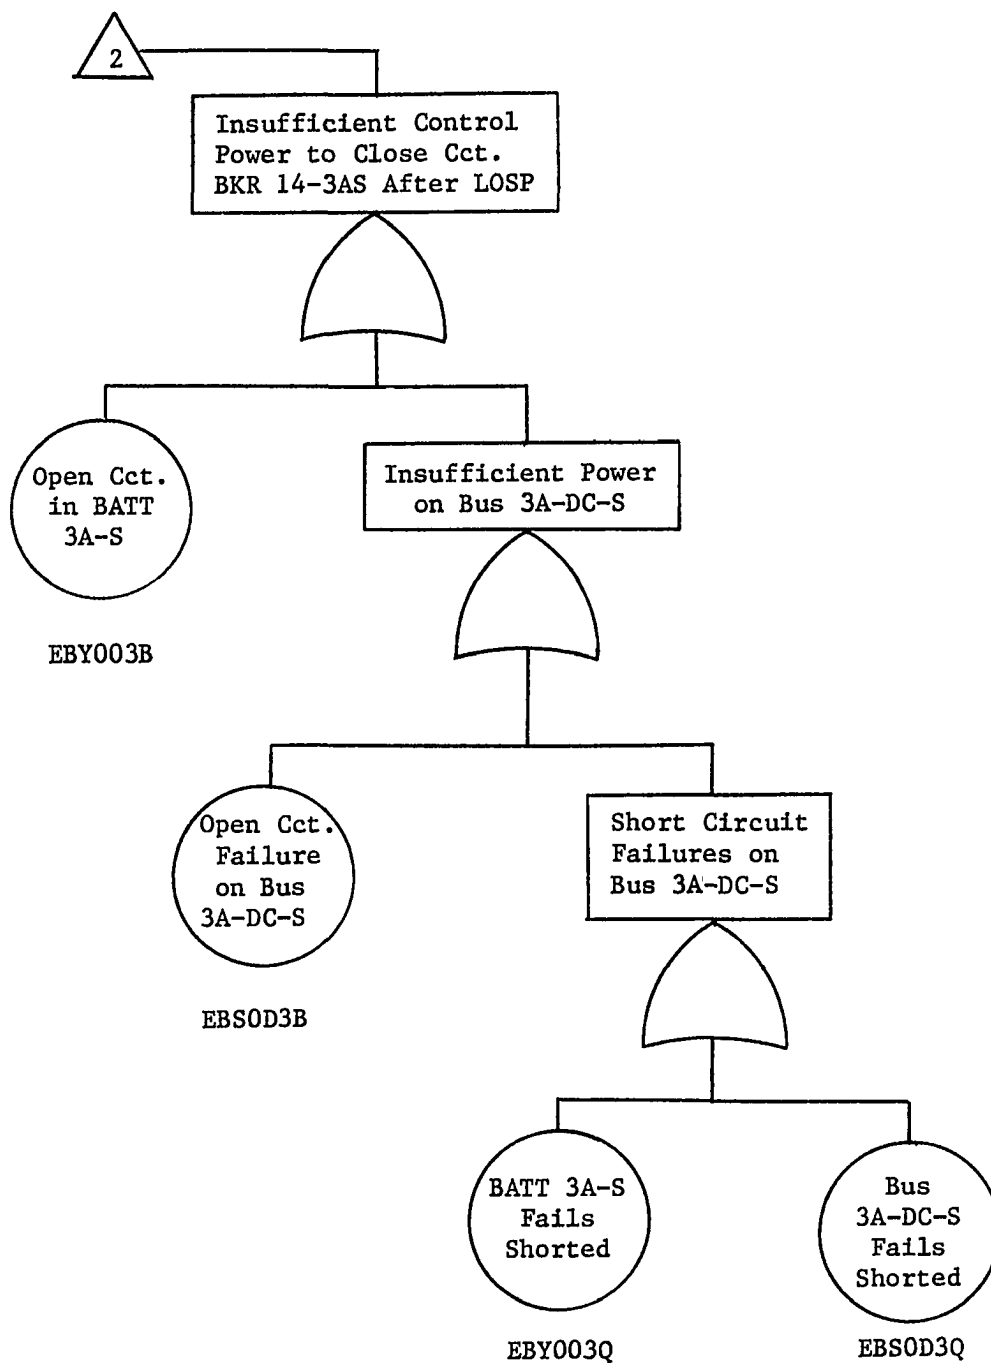 2
Insufficient Control
Power to Close Cct.
BKR 14-3AS After LOSP
Open Cct.
in BATT
3A-S
EBY003B
Insufficient Power
on Bus 3A-DC-S
Open Cct.
Failure
on Bus
3A-DC-S
EBS0D3B
Short Circuit
Failures on
Bus 3A-DC-S
BATT 3A-S
Fails
Shorted
EBY003Q
Bus
3A-DC-S
Fails
Shorted
EBS0D3Q